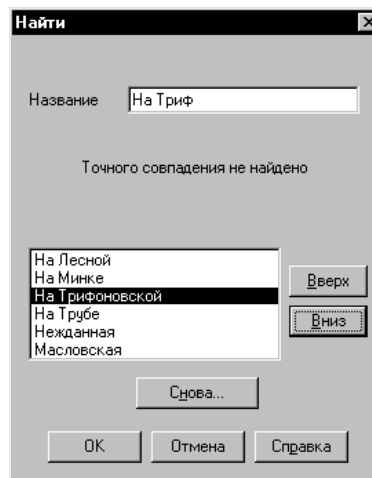 Найти
Название На Триф
Точного совпадения не найдено
На Лесной
На Минке
На Трифоновской
На Трубе
Нежданная
Масловская
Вверх
Вниз
Снова...
OK Отмена Справка